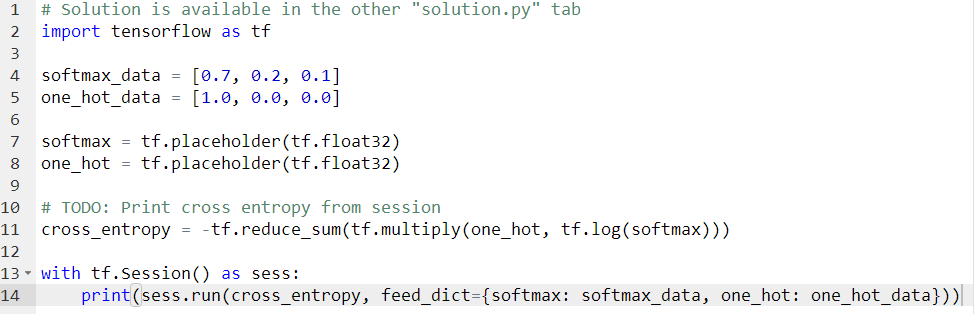 1 # Solution is available in the other "solution.py" tab
2 import tensorflow as tf
3
4 softmax_data = [0.7, 0.2, 0.1]
5 one_hot_data = [1.0, 0.0, 0.0]
6
7 softmax = tf.placeholder(tf.float32)
8 one_hot = tf.placeholder(tf.float32)
9
10 # TODO: Print cross entropy from session
11 cross_entropy = -tf.reduce_sum(tf.multiply(one_hot, tf.log(softmax)))
12
13 with tf.Session() as sess:
14     print(sess.run(cross_entropy, feed_dict={softmax: softmax_data, one_hot: one_hot_data}))